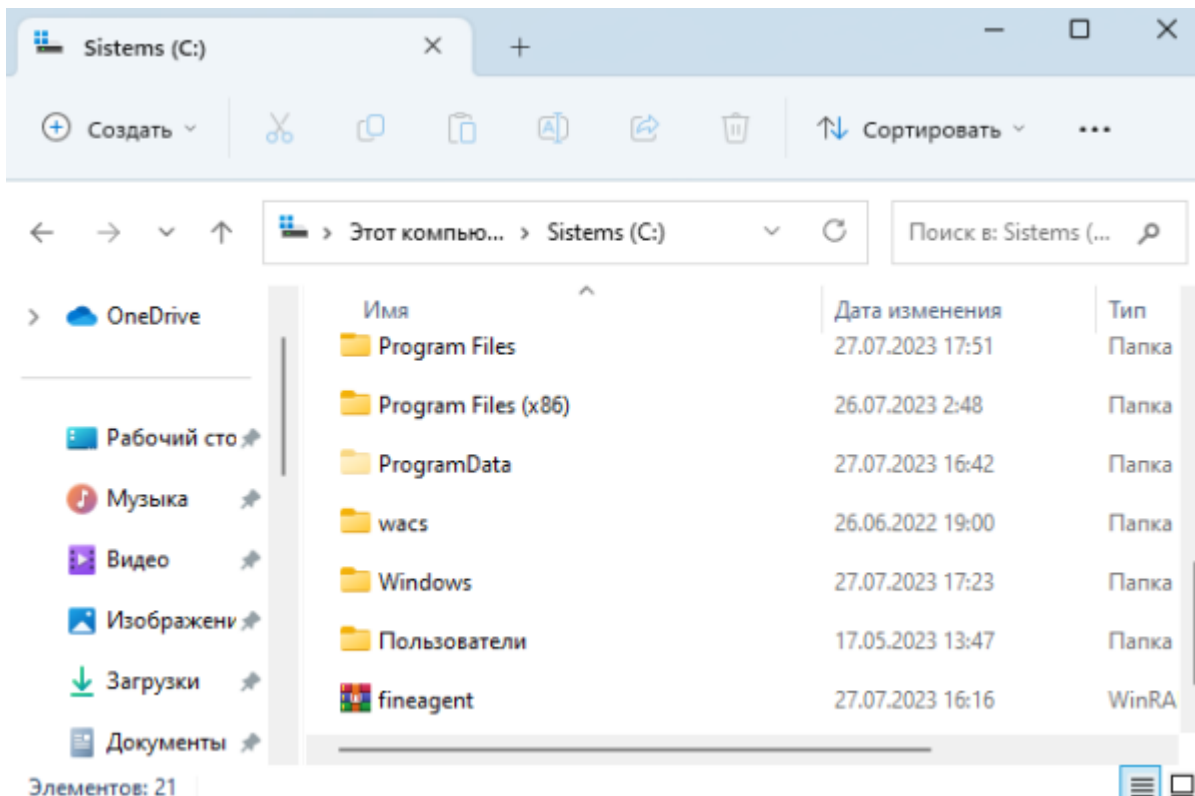 Sistems (C:)
Создать
Сортировать
Этот компью... Sistems (C:)
Поиск в: Sistems (...
OneDrive
Рабочий сто
Музыка
Видео
Изображени
Загрузки
Документы
Имя Дата изменения Тип
Program Files 27.07.2023 17:51 Папка
Program Files (x86) 26.07.2023 2:48 Папка
ProgramData 27.07.2023 16:42 Папка
wacs 26.06.2022 19:00 Папка
Windows 27.07.2023 17:23 Папка
Пользователи 17.05.2023 13:47 Папка
fineagent 27.07.2023 16:16 WinRA
Элементов: 21